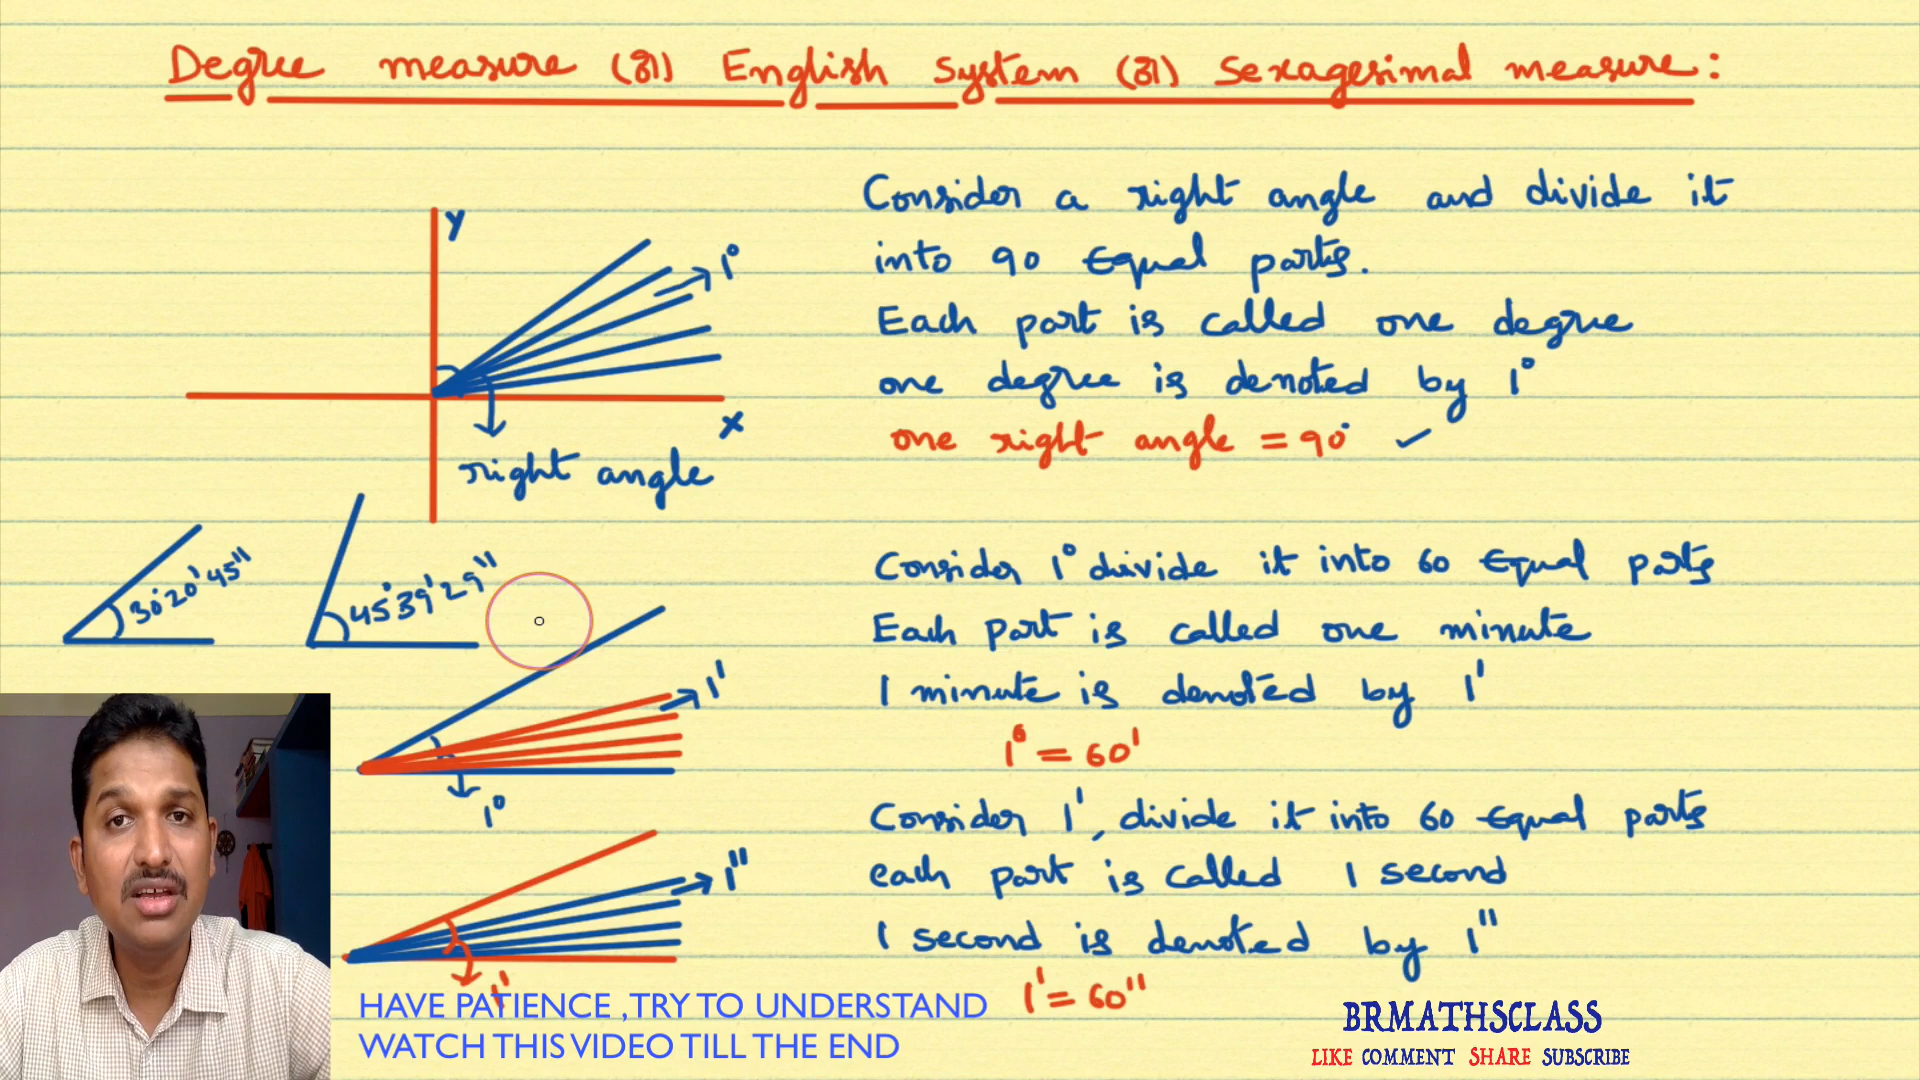 Degree measure (or) English system (or) Sexagesimal measure :
Y
1°
X
right angle
Consider a right angle and divide it
into 90 Equal parts.
Each part is called one degree
one degree is denoted by 1°
one right angle = 90°
30°20'45"
45°39'29"
1'
1°
Consider 1° divide it into 60 Equal parts
Each part is called one minute
1 minute is denoted by 1'
1° = 60'
1"
1'
Consider 1', divide it into 60 Equal parts
each part is called 1 second
1 second is denoted by 1"
1' = 60"
HAVE PATIENCE ,TRY TO UNDERSTAND
WATCH THIS VIDEO TILL THE END
BRMATHSCLASS
LIKE COMMENT SHARE SUBSCRIBE